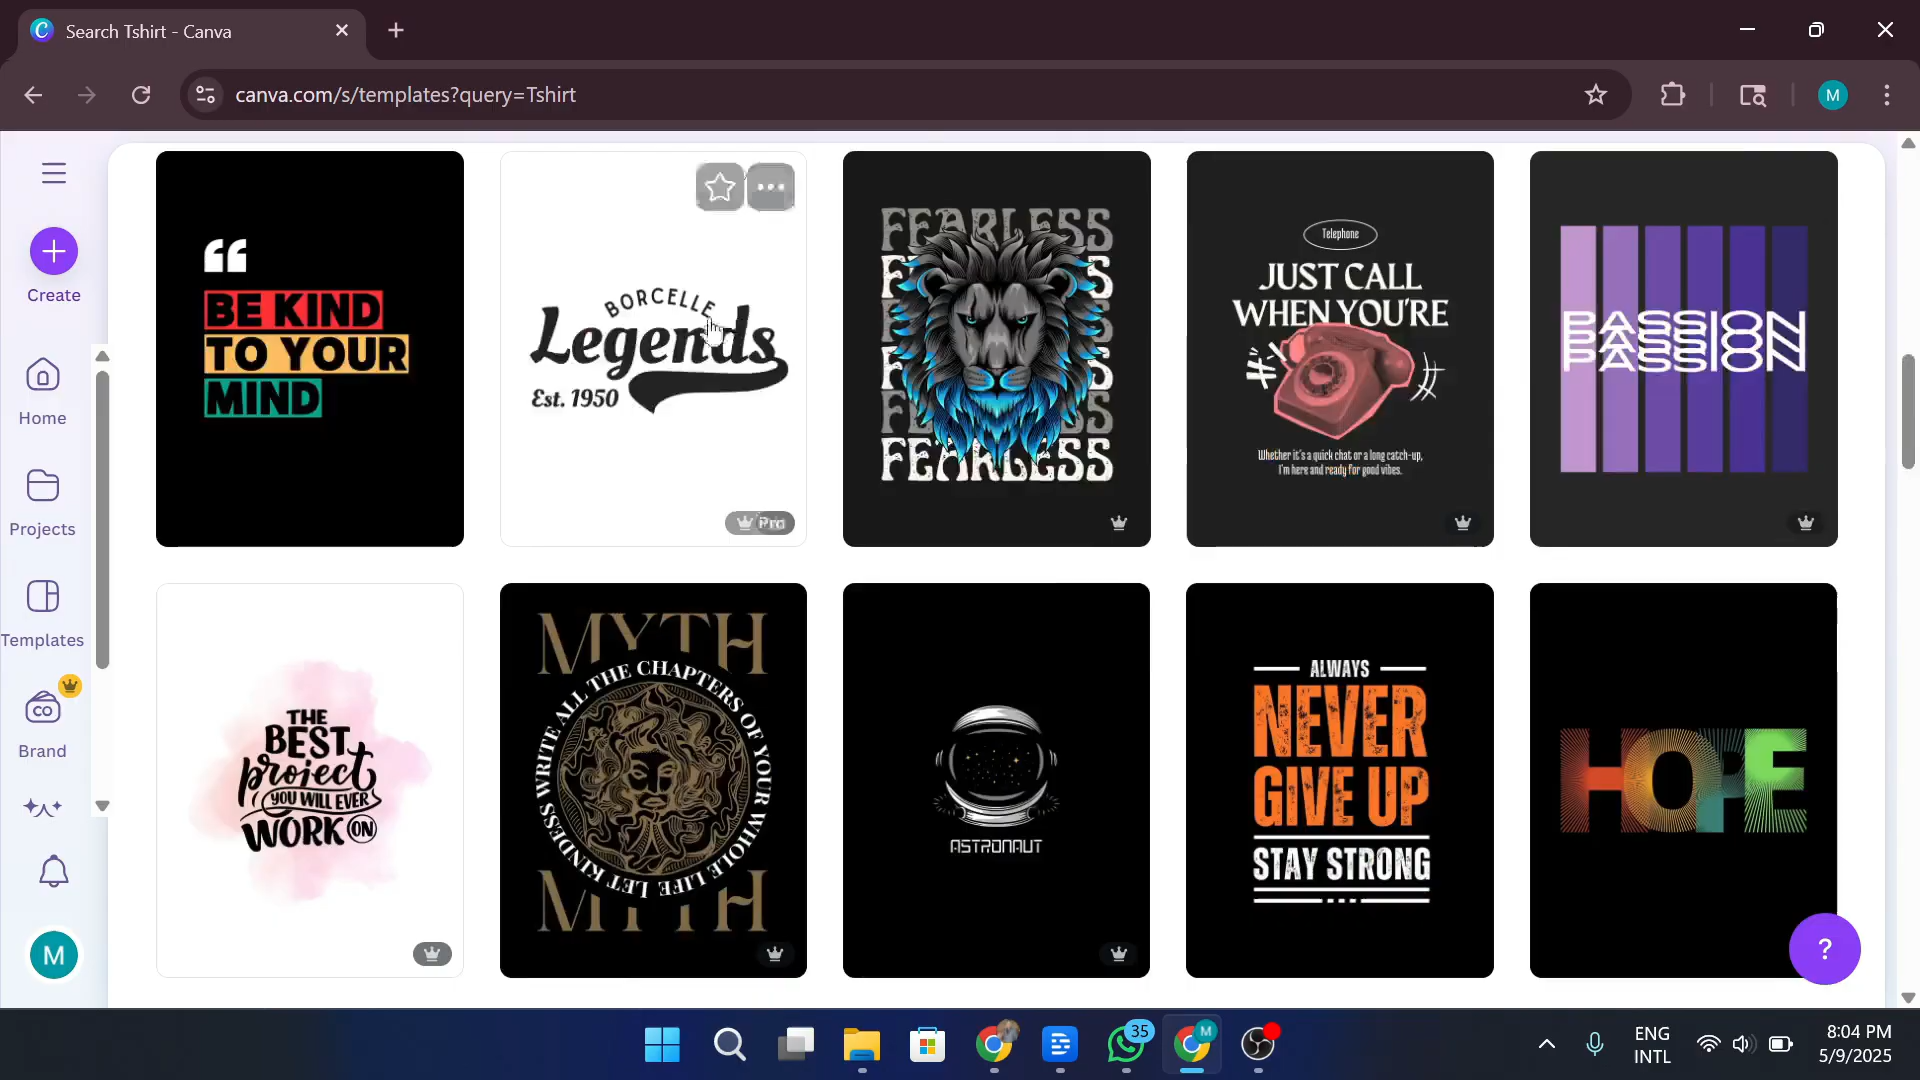 Search Tshirt - Canva
canva.com/s/templates?query=Tshirt
M
Create
Home
Projects
Templates
CO
Brand
M
BE KIND
TO YOUR
MIND
BORCELLE
Legends
Est. 1950
Pro
FEARLESS
FEARLESS
FEARLESS
Telephone
JUST CALL
WHEN YOU'RE
Whether it's a quick chat or a long catch-up,
I'm here and ready for good vibes.
PASSION
PASSION
PASSION
THE
BEST
project
YOU WILL EVER
WORK ON
MYTH
WRITE ALL THE CHAPTERS OF YOUR WHOLE LIFE LET KINDNESS
MYTH
ASTRONAUT
ALWAYS
NEVER
GIVE UP
STAY STRONG
HOPE
?
35
M
ENG
INTL
8:04 PM
5/9/2025